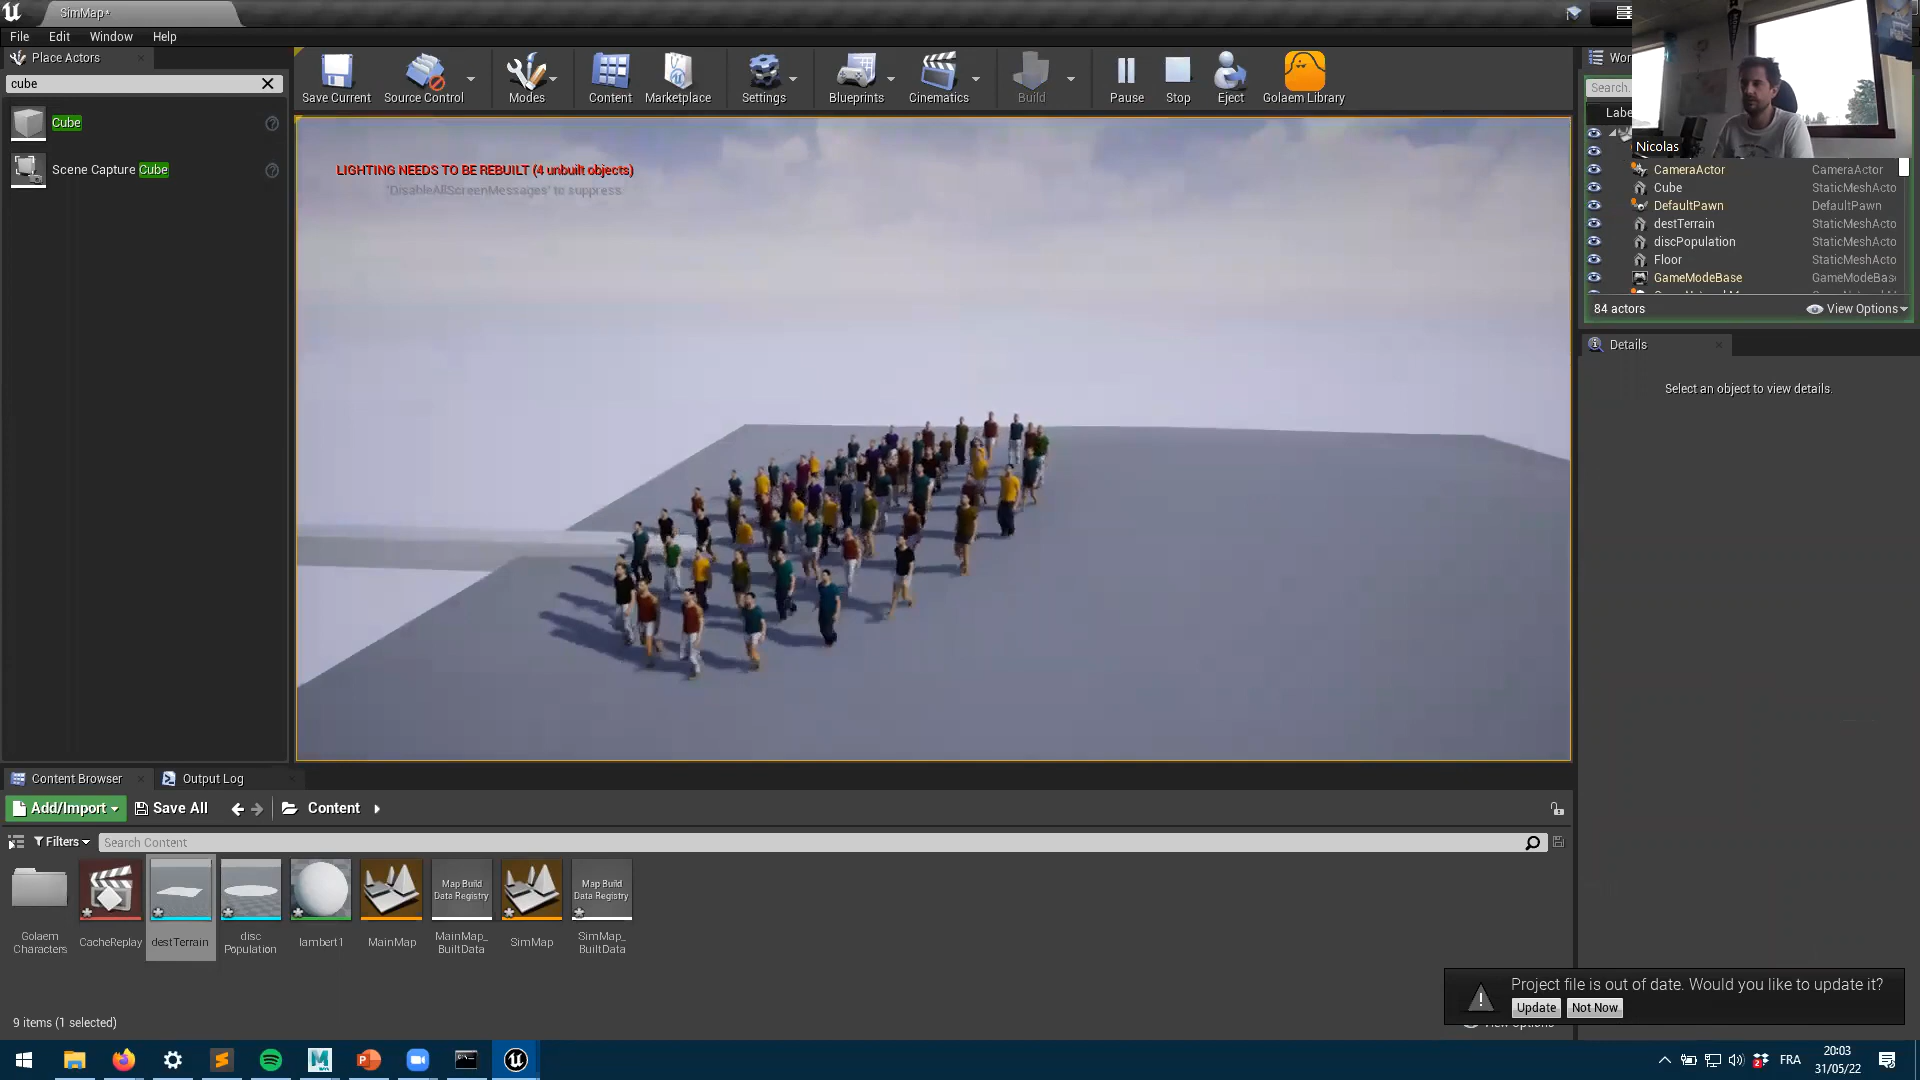 SimMap*
File Edit Window Help
Place Actors
cube
Cube
Scene Capture Cube
Save Current
Source Control
Modes
Content
Marketplace
Settings
Blueprints
Cinematics
Build
Pause
Stop
Eject
Golaem Library
LIGHTING NEEDS TO BE REBUILT (4 unbuilt objects)
'DisableAllScreenMessages' to suppress
Nicolas
Search.
CameraActor CameraActor
Cube StaticMeshActo
DefaultPawn DefaultPawn
destTerrain StaticMeshActo
discPopulation StaticMeshActo
Floor StaticMeshActo
GameModeBase GameModeBas
84 actors
View Options
Details
Select an object to view details.
Content Browser
Output Log
Add/Import
Save All
Content
Filters
Search Content
Map Build
Data Registry
Map Build
Data Registry
Golaem
Characters
CacheReplay
destTerrain
disc
Population
lambert1
MainMap
MainMap_
BuiltData
SimMap
SimMap_
BuiltData
Project file is out of date. Would you like to update it?
Update
Not Now
9 items (1 selected)
FRA
20:03
31/05/22